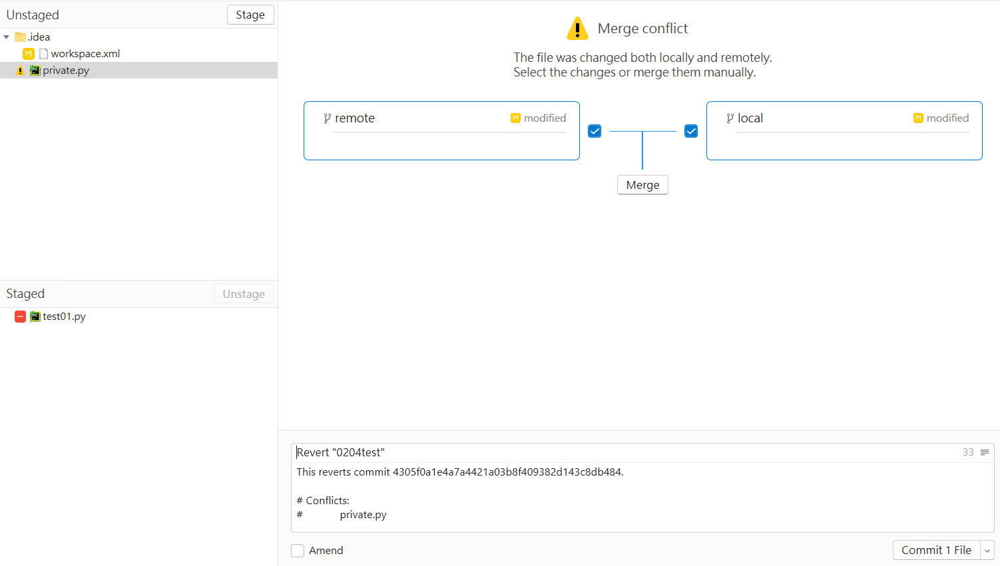 Unstaged
Stage
.idea
M workspace.xml
PC private.py
Staged
Unstage
PC test01.py
Merge conflict
The file was changed both locally and remotely.
Select the changes or merge them manually.
remote
M modified
local
M modified
Merge
Revert "0204test"
33
This reverts commit 4305f0a1e4a7a4421a03b8f409382d143c8db484.
# Conflicts:
# private.py
Amend
Commit 1 File